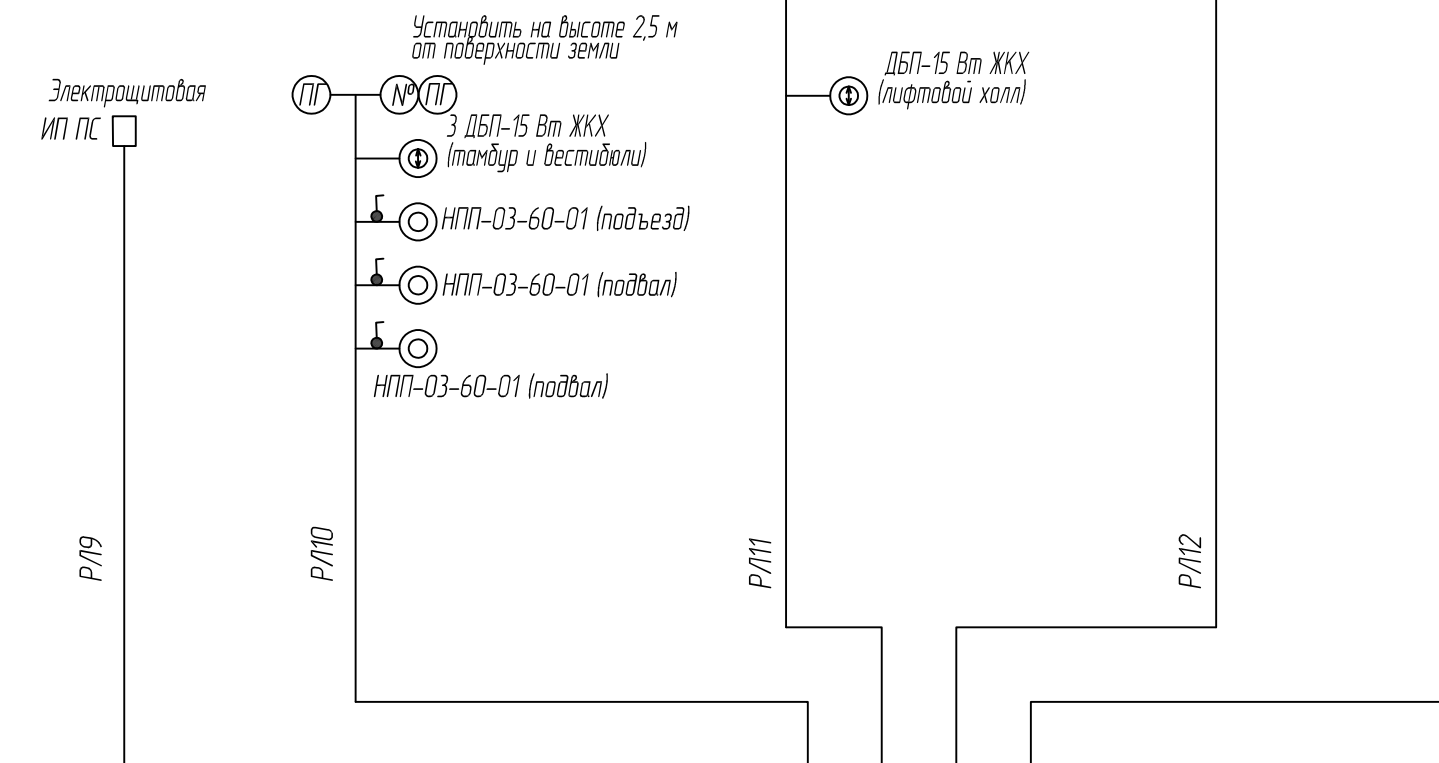 Установить на высоте 2,5 м
от поверхности земли
Электрощитовая
ИП ПС
ПГ
№
ПГ
3 ДБП-15 Вт ЖКХ
(тамбур и вестибюли)
НПП-03-60-01 (подъезд)
НПП-03-60-01 (подвал)
НПП-03-60-01 (подвал)
ДБП-15 Вт ЖКХ
(лифтовой холл)
РЛ9
РЛ10
РЛ11
РЛ12